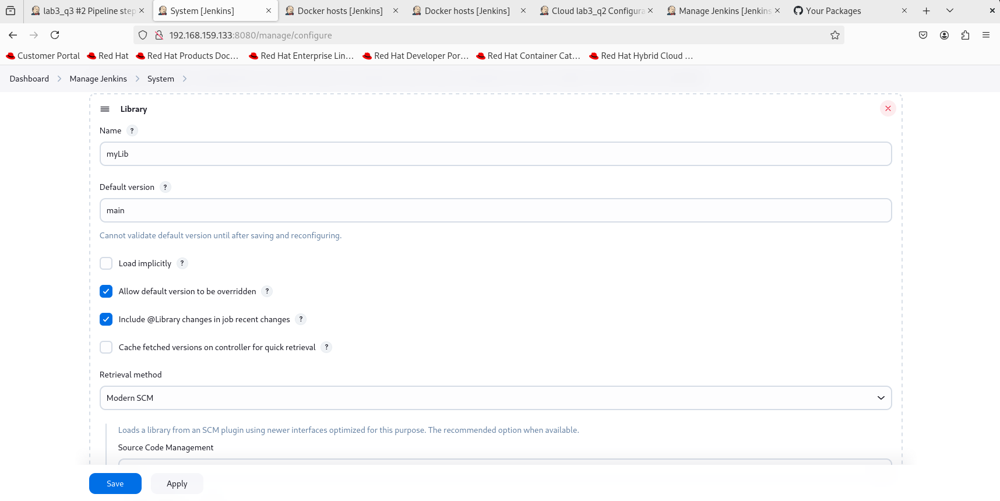 lab3_q3 #2 Pipeline step
System [Jenkins]
Docker hosts [Jenkins]
Docker hosts [Jenkins]
Cloud lab3_q2 Configura
Manage Jenkins [Jenkins
Your Packages
192.168.159.133:8080/manage/configure
Customer Portal
Red Hat
Red Hat Products Doc…
Red Hat Enterprise Lin…
Red Hat Developer Por…
Red Hat Container Cat…
Red Hat Hybrid Cloud …
Dashboard
Manage Jenkins
System
Library
Name ?
myLib
Default version ?
main
Cannot validate default version until after saving and reconfiguring.
Load implicitly ?
Allow default version to be overridden ?
Include @Library changes in job recent changes ?
Cache fetched versions on controller for quick retrieval ?
Retrieval method
Modern SCM
Loads a library from an SCM plugin using newer interfaces optimized for this purpose. The recommended option when available.
Source Code Management
Save
Apply